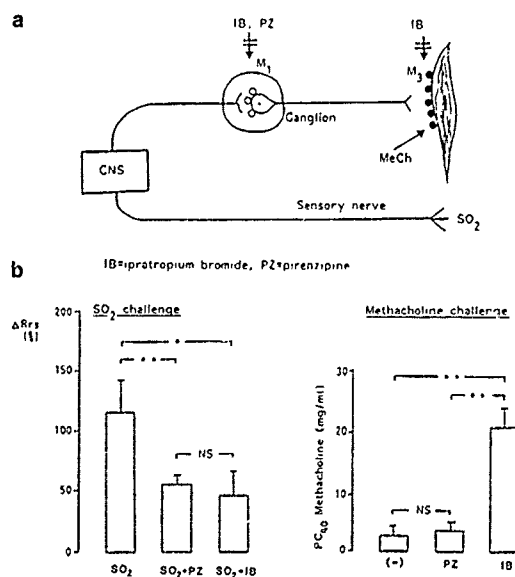 a
IB, PZ
IB
M1
M3
Ganglion
MeCh
CNS
Sensory nerve
SO2
IB=ipratropium bromide, PZ=pirenzipine
b
SO2 challenge
ΔRrs
(%)
200
150
100
50
0
* *
*
NS
SO2
SO2+PZ
SO2+IB
Methacholine challenge
PC40 Methacholine (mg/ml)
30
20
10
0
* *
* *
NS
(-)
PZ
IB